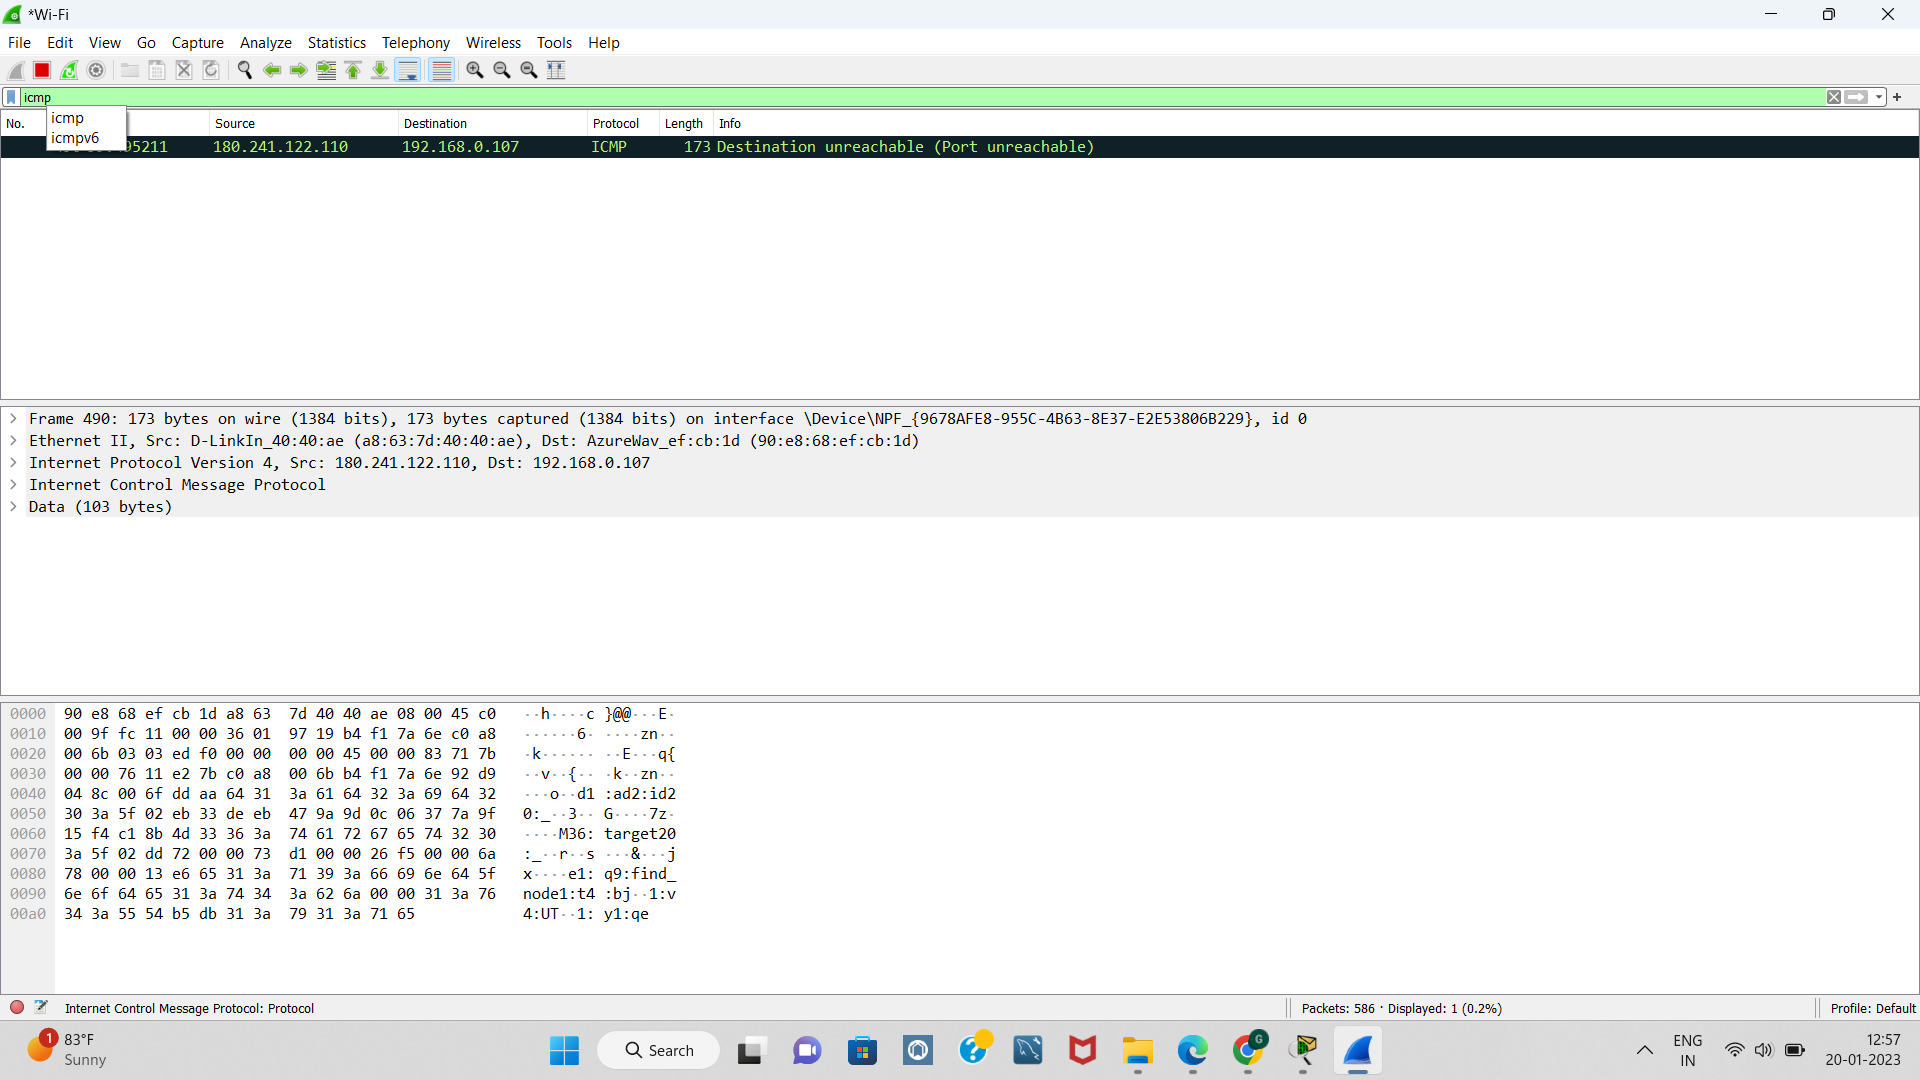 *Wi-Fi
File Edit View Go Capture Analyze Statistics Telephony Wireless Tools Help
icmp
icmp
icmpv6
No. Source Destination Protocol Length Info
95211 180.241.122.110 192.168.0.107 ICMP 173 Destination unreachable (Port unreachable)
Frame 490: 173 bytes on wire (1384 bits), 173 bytes captured (1384 bits) on interface \Device\NPF_{9678AFE8-955C-4B63-8E37-E2E53806B229}, id 0
Ethernet II, Src: D-LinkIn_40:40:ae (a8:63:7d:40:40:ae), Dst: AzureWav_ef:cb:1d (90:e8:68:ef:cb:1d)
Internet Protocol Version 4, Src: 180.241.122.110, Dst: 192.168.0.107
Internet Control Message Protocol
Data (103 bytes)
0000 90 e8 68 ef cb 1d a8 63 7d 40 40 ae 08 00 45 c0 ··h····c }@@···E·
0010 00 9f fc 11 00 00 36 01 97 19 b4 f1 7a 6e c0 a8 ······6· ····zn··
0020 00 6b 03 03 ed f0 00 00 00 00 45 00 00 83 71 7b ·k······ ··E···q{
0030 00 00 76 11 e2 7b c0 a8 00 6b b4 f1 7a 6e 92 d9 ··v··{·· ·k··zn··
0040 04 8c 00 6f dd aa 64 31 3a 61 64 32 3a 69 64 32 ···o··d1 :ad2:id2
0050 30 3a 5f 02 eb 33 de eb 47 9a 9d 0c 06 37 7a 9f 0:_··3·· G····7z·
0060 15 f4 c1 8b 4d 33 36 3a 74 61 72 67 65 74 32 30 ····M36: target20
0070 3a 5f 02 dd 72 00 00 73 d1 00 00 26 f5 00 00 6a :_··r··s ···&···j
0080 78 00 00 13 e6 65 31 3a 71 39 3a 66 69 6e 64 5f x····e1: q9:find_
0090 6e 6f 64 65 31 3a 74 34 3a 62 6a 00 00 31 3a 76 node1:t4 :bj··1:v
00a0 34 3a 55 54 b5 db 31 3a 79 31 3a 71 65 4:UT··1: y1:qe
Internet Control Message Protocol: Protocol Packets: 586 · Displayed: 1 (0.2%) Profile: Default
1
83°F
Sunny
Search
G
ENG
IN
12:57
20-01-2023